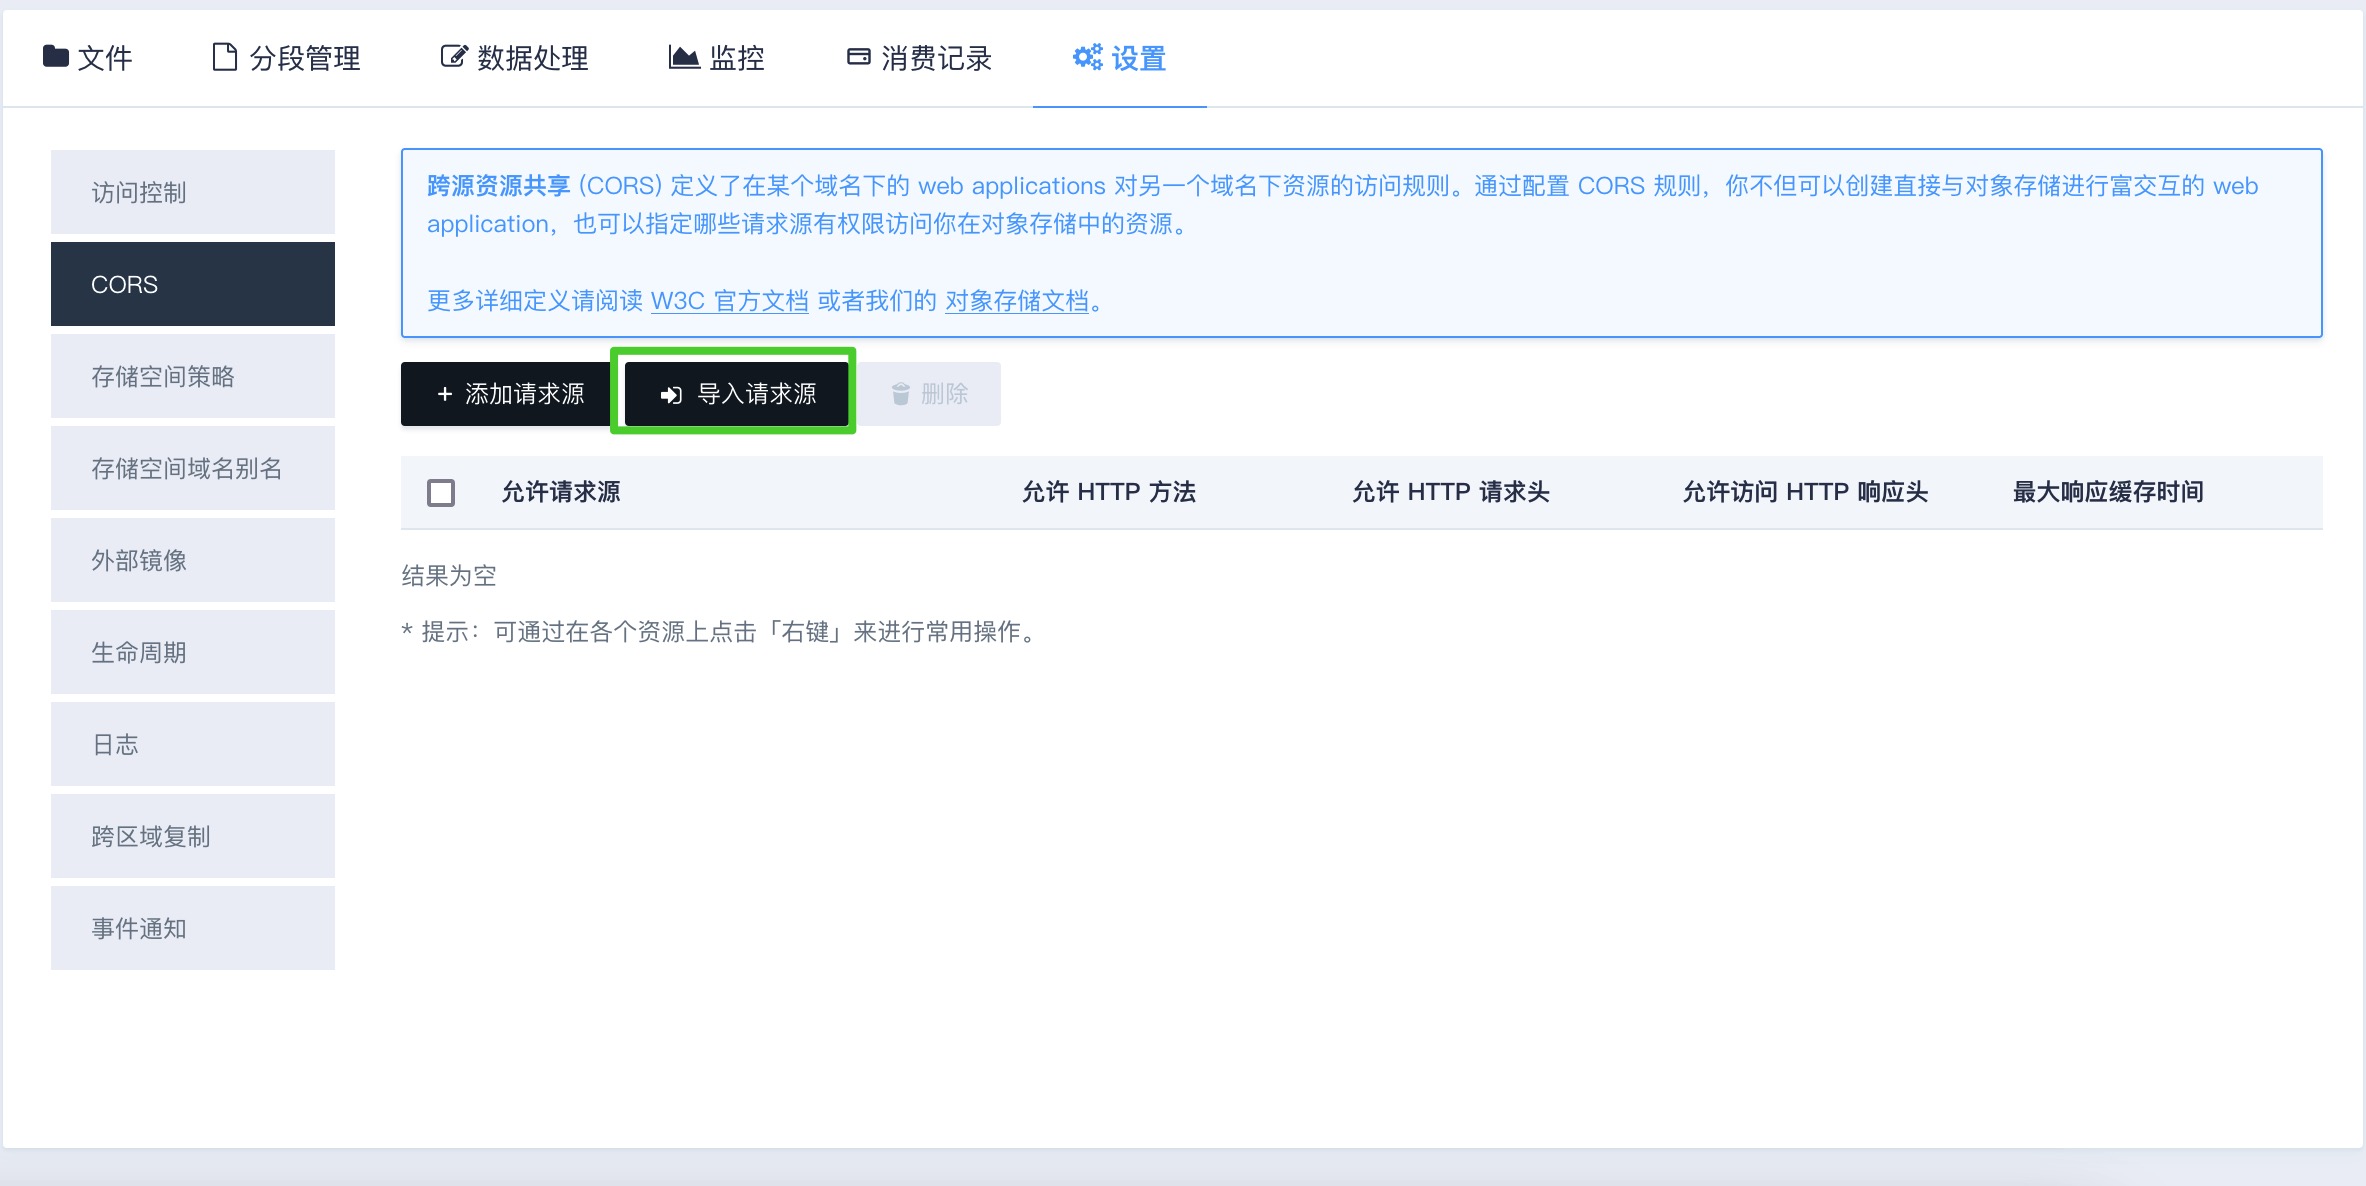 文件
分段管理
数据处理
监控
消费记录
设置
访问控制
CORS
存储空间策略
存储空间域名别名
外部镜像
生命周期
日志
跨区域复制
事件通知
跨源资源共享 (CORS) 定义了在某个域名下的 web applications 对另一个域名下资源的访问规则。通过配置 CORS 规则，你不但可以创建直接与对象存储进行富交互的 web
application，也可以指定哪些请求源有权限访问你在对象存储中的资源。
更多详细定义请阅读 W3C 官方文档 或者我们的 对象存储文档。
+ 添加请求源
导入请求源
删除
允许请求源
允许 HTTP 方法
允许 HTTP 请求头
允许访问 HTTP 响应头
最大响应缓存时间
结果为空
* 提示：可通过在各个资源上点击「右键」来进行常用操作。